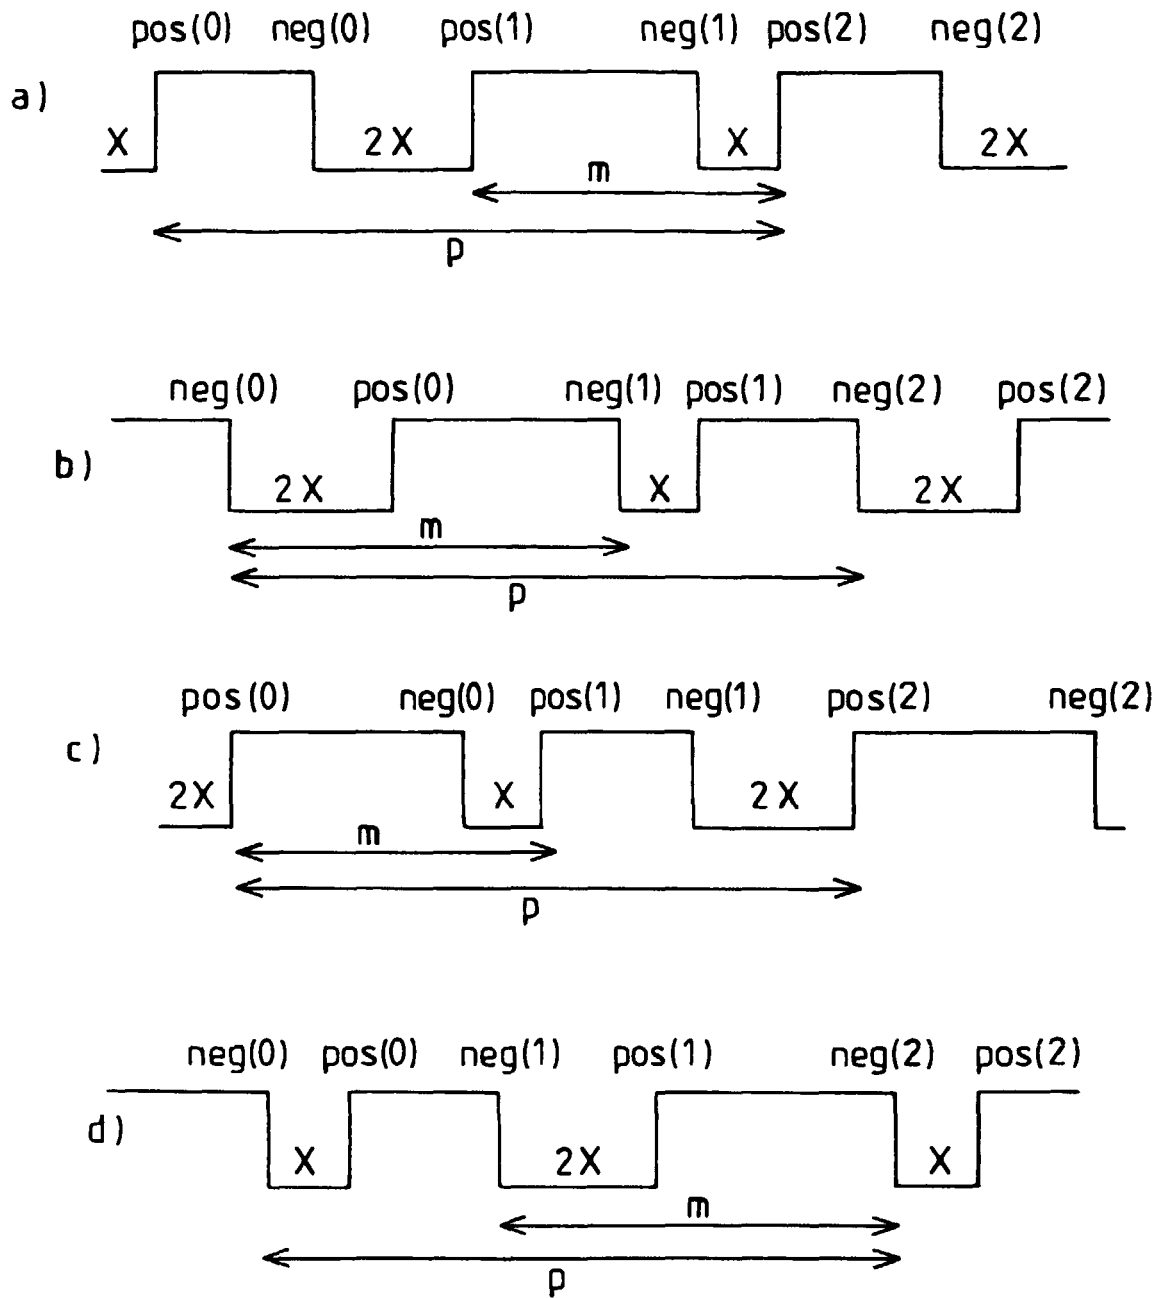 pos(0) neg(0) pos(1) neg(1) pos(2) neg(2)
a)
X 2X X 2X
m
p
neg(0) pos(0) neg(1) pos(1) neg(2) pos(2)
b)
2X X 2X
m
p
pos(0) neg(0) pos(1) neg(1) pos(2) neg(2)
c)
2X X 2X
m
p
neg(0) pos(0) neg(1) pos(1) neg(2) pos(2)
d)
X 2X X
m
p